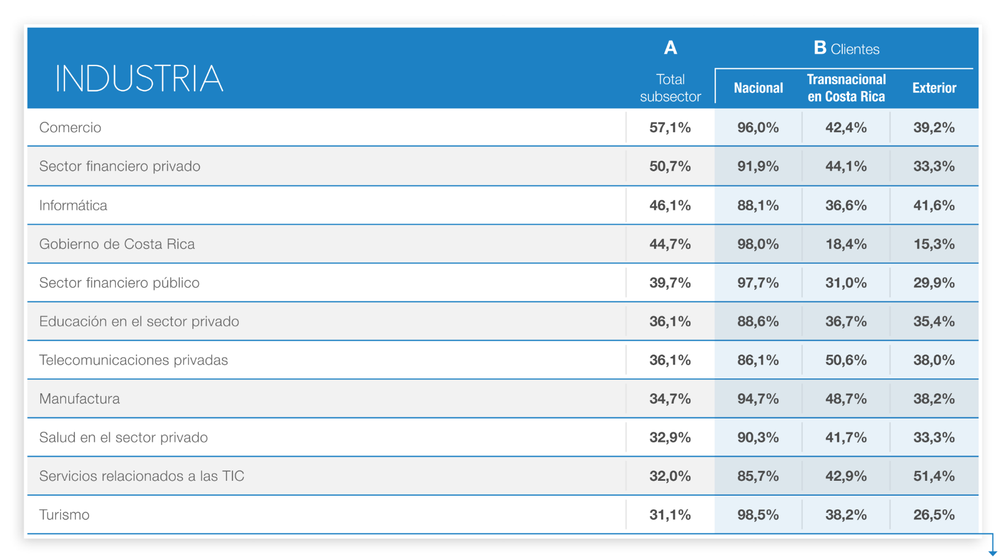 INDUSTRIA
A
Total
subsector
B Clientes
Nacional
Transnacional
en Costa Rica
Exterior
Comercio 57,1% 96,0% 42,4% 39,2%
Sector financiero privado 50,7% 91,9% 44,1% 33,3%
Informática 46,1% 88,1% 36,6% 41,6%
Gobierno de Costa Rica 44,7% 98,0% 18,4% 15,3%
Sector financiero público 39,7% 97,7% 31,0% 29,9%
Educación en el sector privado 36,1% 88,6% 36,7% 35,4%
Telecomunicaciones privadas 36,1% 86,1% 50,6% 38,0%
Manufactura 34,7% 94,7% 48,7% 38,2%
Salud en el sector privado 32,9% 90,3% 41,7% 33,3%
Servicios relacionados a las TIC 32,0% 85,7% 42,9% 51,4%
Turismo 31,1% 98,5% 38,2% 26,5%